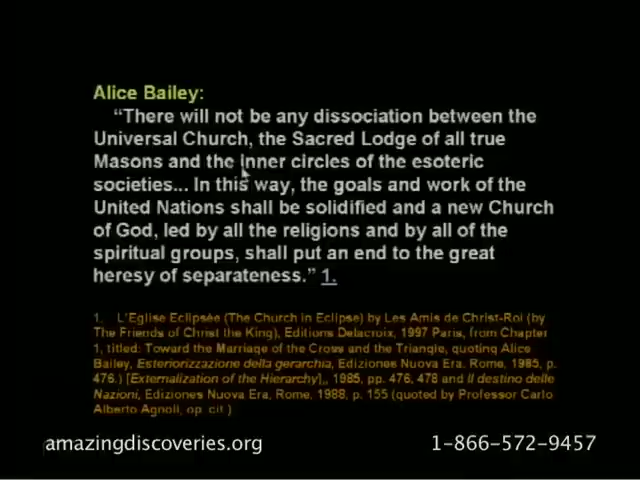 Alice Bailey:
“There will not be any dissociation between the
Universal Church, the Sacred Lodge of all true
Masons and the inner circles of the esoteric
societies... In this way, the goals and work of the
United Nations shall be solidified and a new Church
of God, led by all the religions and by all of the
spiritual groups, shall put an end to the great
heresy of separateness.” 1.
1. L'Eglise Eclipsée (The Church in Eclipse) by Les Amis de Christ-Roi (by
The Friends of Christ the King), Editions Delacroix, 1997 Paris, from Chapter
1, titled: Toward the Marriage of the Cross and the Triangle, quoting Alice
Bailey, Esteriorizzazione della gerarchia, Ediziones Nuova Era. Rome, 1985, p.
476.) [Externalization of the Hierarchy],, 1985, pp. 476, 478 and Il destino delle
Nazioni, Ediziones Nuova Era, Rome, 1988, p. 155 (quoted by Professor Carlo
Alberto Agnoli, op. cit.)
amazingdiscoveries.org 1-866-572-9457